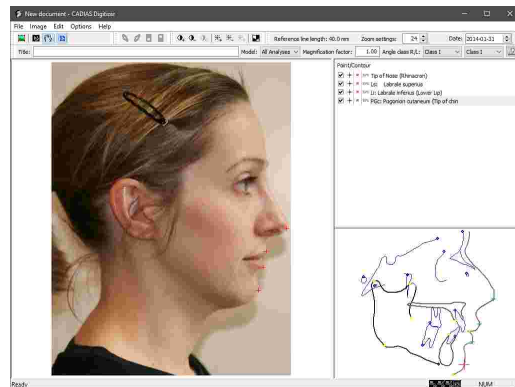 New document - CADIAS Digitiser
File Image Edit Options Help
Reference line length: 40.0 mm Zoom settings: 24 Date: 2014-01-31
Title: Model: All Analyses Magnification factor: 1.00 Angle class R/L: Class I Class I
Point/Contour
Tip of Nose (Rhinacron)
Ls: Labrale superius
Li: Labrale inferius (Lower Lip)
PGc: Pogonion cutaneum (Tip of chin
Ready NUM